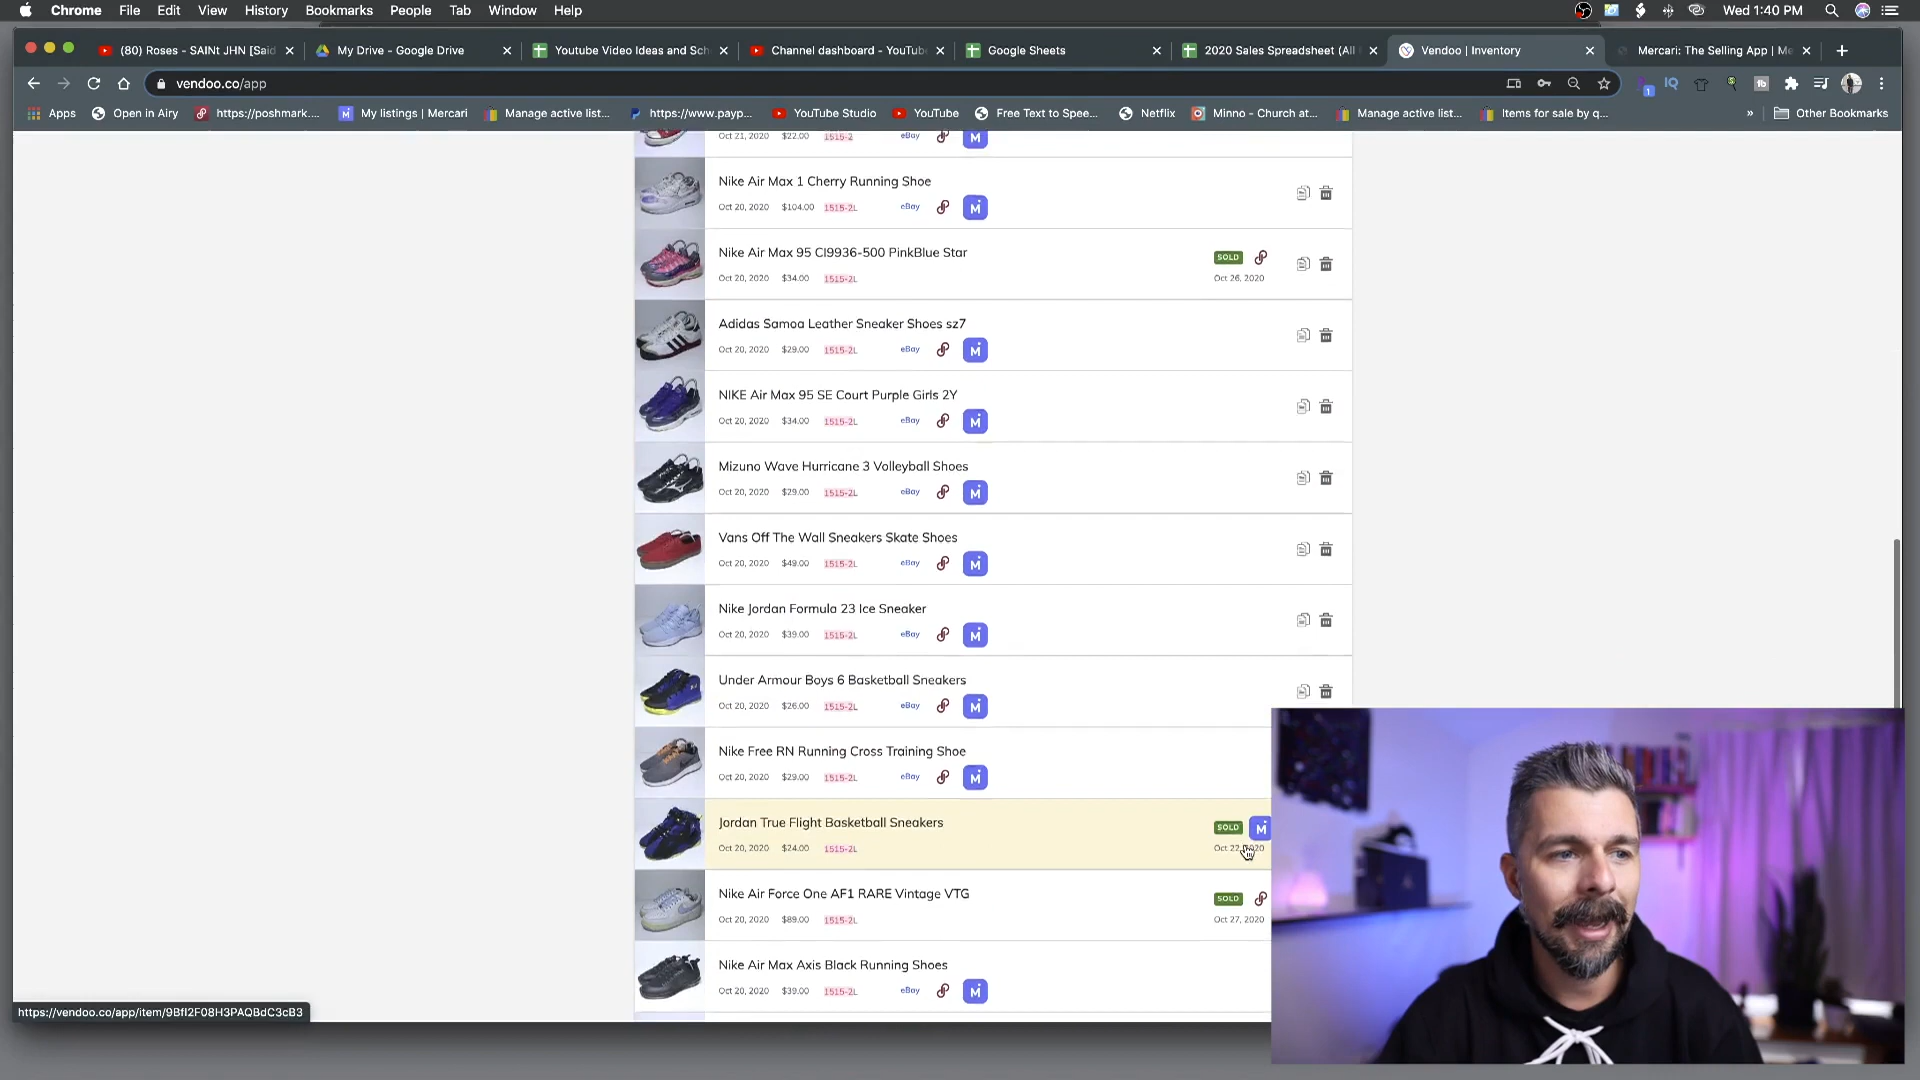 Chrome File Edit View History Bookmarks People Tab Window Help Wed 1:40 PM
(80) Roses - SAINt JHN [Said My Drive - Google Drive Youtube Video Ideas and Sch Channel dashboard - YouTube Google Sheets 2020 Sales Spreadsheet (All Vendoo | Inventory Mercari: The Selling App | Me
vendoo.co/app
Apps Open in Airy https://poshmark.... My listings | Mercari Manage active list... https://www.payp... YouTube Studio YouTube Free Text to Spee... Netflix Minno - Church at... Manage active list... Items for sale by q... » Other Bookmarks
Oct 21, 2020 $22.00 1515-2 eBay M
Nike Air Max 1 Cherry Running Shoe
Oct 20, 2020 $104.00 1515-2L eBay M
Nike Air Max 95 CI9936-500 PinkBlue Star SOLD
Oct 20, 2020 $34.00 1515-2L Oct 26, 2020
Adidas Samoa Leather Sneaker Shoes sz7
Oct 20, 2020 $29.00 1515-2L eBay M
NIKE Air Max 95 SE Court Purple Girls 2Y
Oct 20, 2020 $34.00 1515-2L eBay M
Mizuno Wave Hurricane 3 Volleyball Shoes
Oct 20, 2020 $29.00 1515-2L eBay M
Vans Off The Wall Sneakers Skate Shoes
Oct 20, 2020 $49.00 1515-2L eBay M
Nike Jordan Formula 23 Ice Sneaker
Oct 20, 2020 $39.00 1515-2L eBay M
Under Armour Boys 6 Basketball Sneakers
Oct 20, 2020 $26.00 1515-2L eBay M
Nike Free RN Running Cross Training Shoe
Oct 20, 2020 $29.00 1515-2L eBay M
Jordan True Flight Basketball Sneakers SOLD M
Oct 20, 2020 $24.00 1515-2L Oct 22, 2020
Nike Air Force One AF1 RARE Vintage VTG SOLD
Oct 20, 2020 $89.00 1515-2L Oct 27, 2020
Nike Air Max Axis Black Running Shoes
Oct 20, 2020 $39.00 1515-2L eBay M